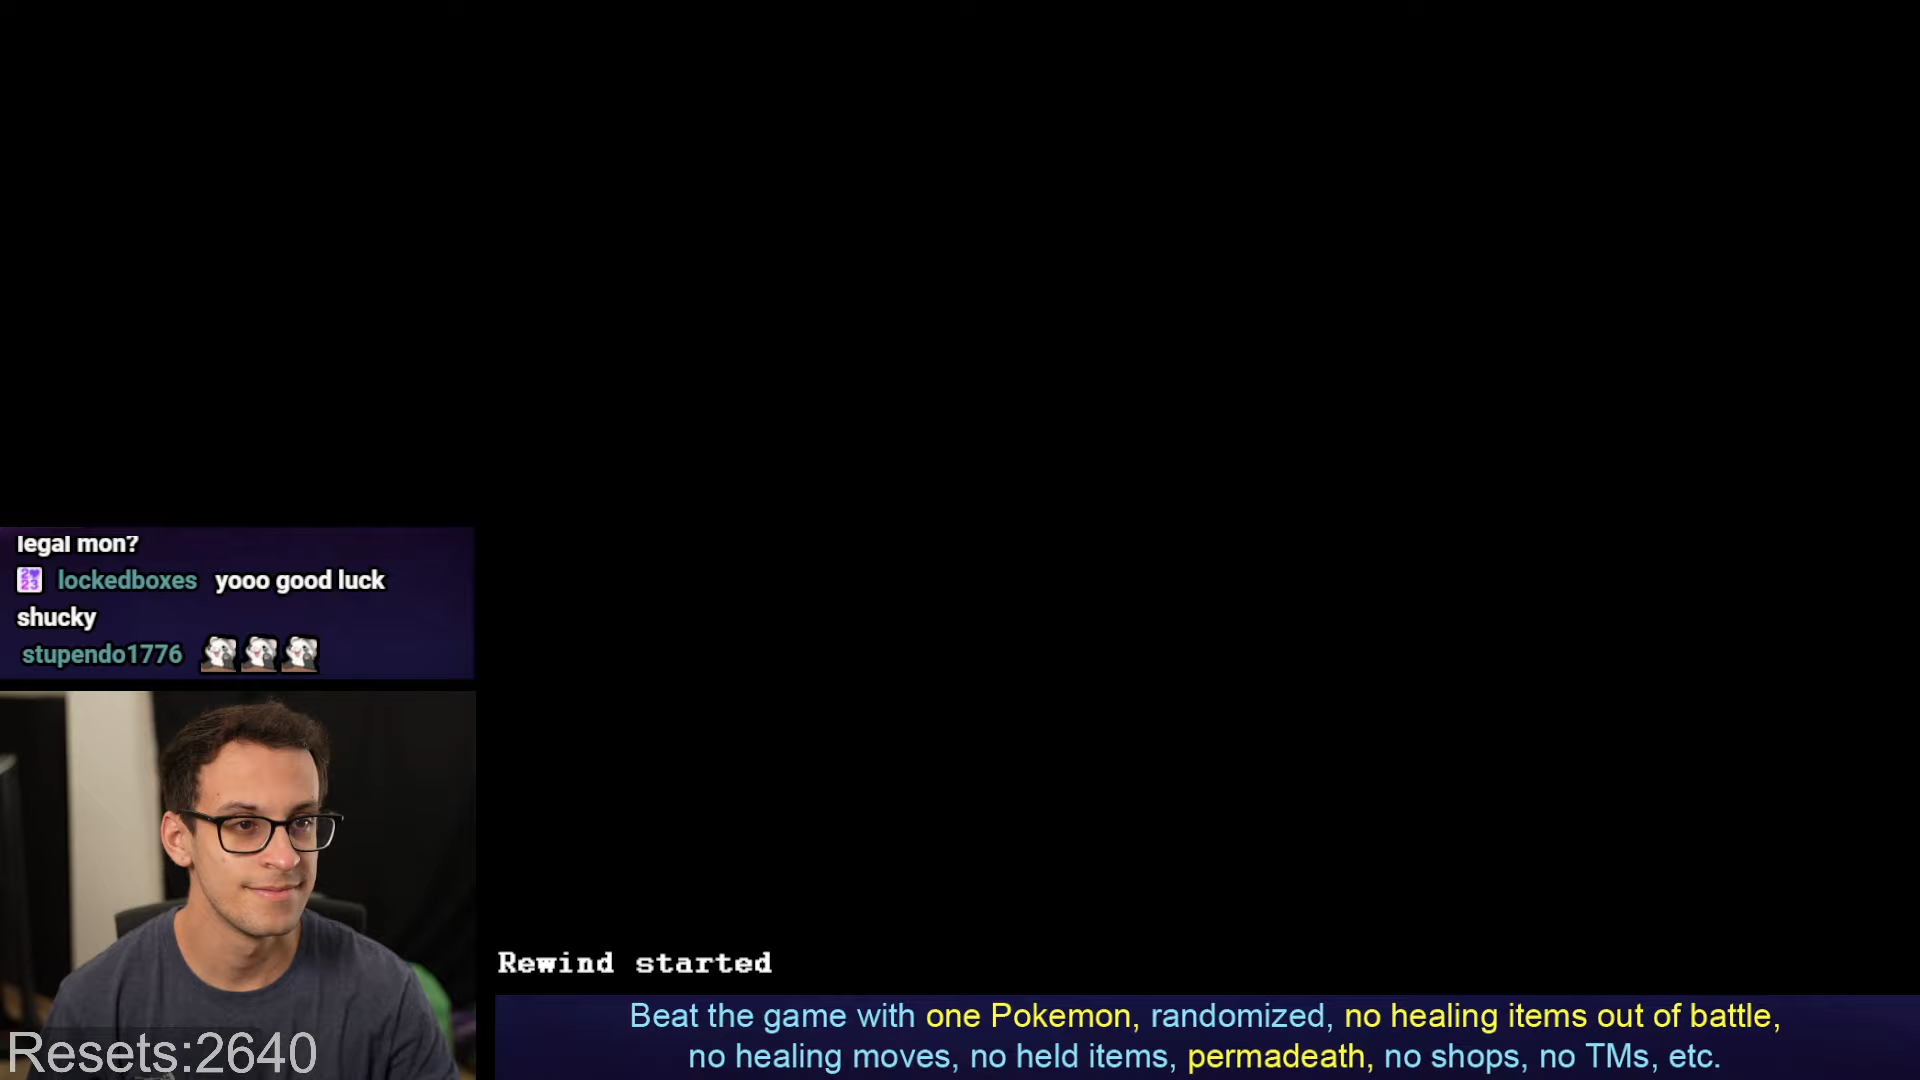 legal mon?
lockedboxes yooo good luck
shucky
stupendo1776
Rewind started
Beat the game with one Pokemon, randomized, no healing items out of battle,
no healing moves, no held items, permadeath, no shops, no TMs, etc.
Resets:2640